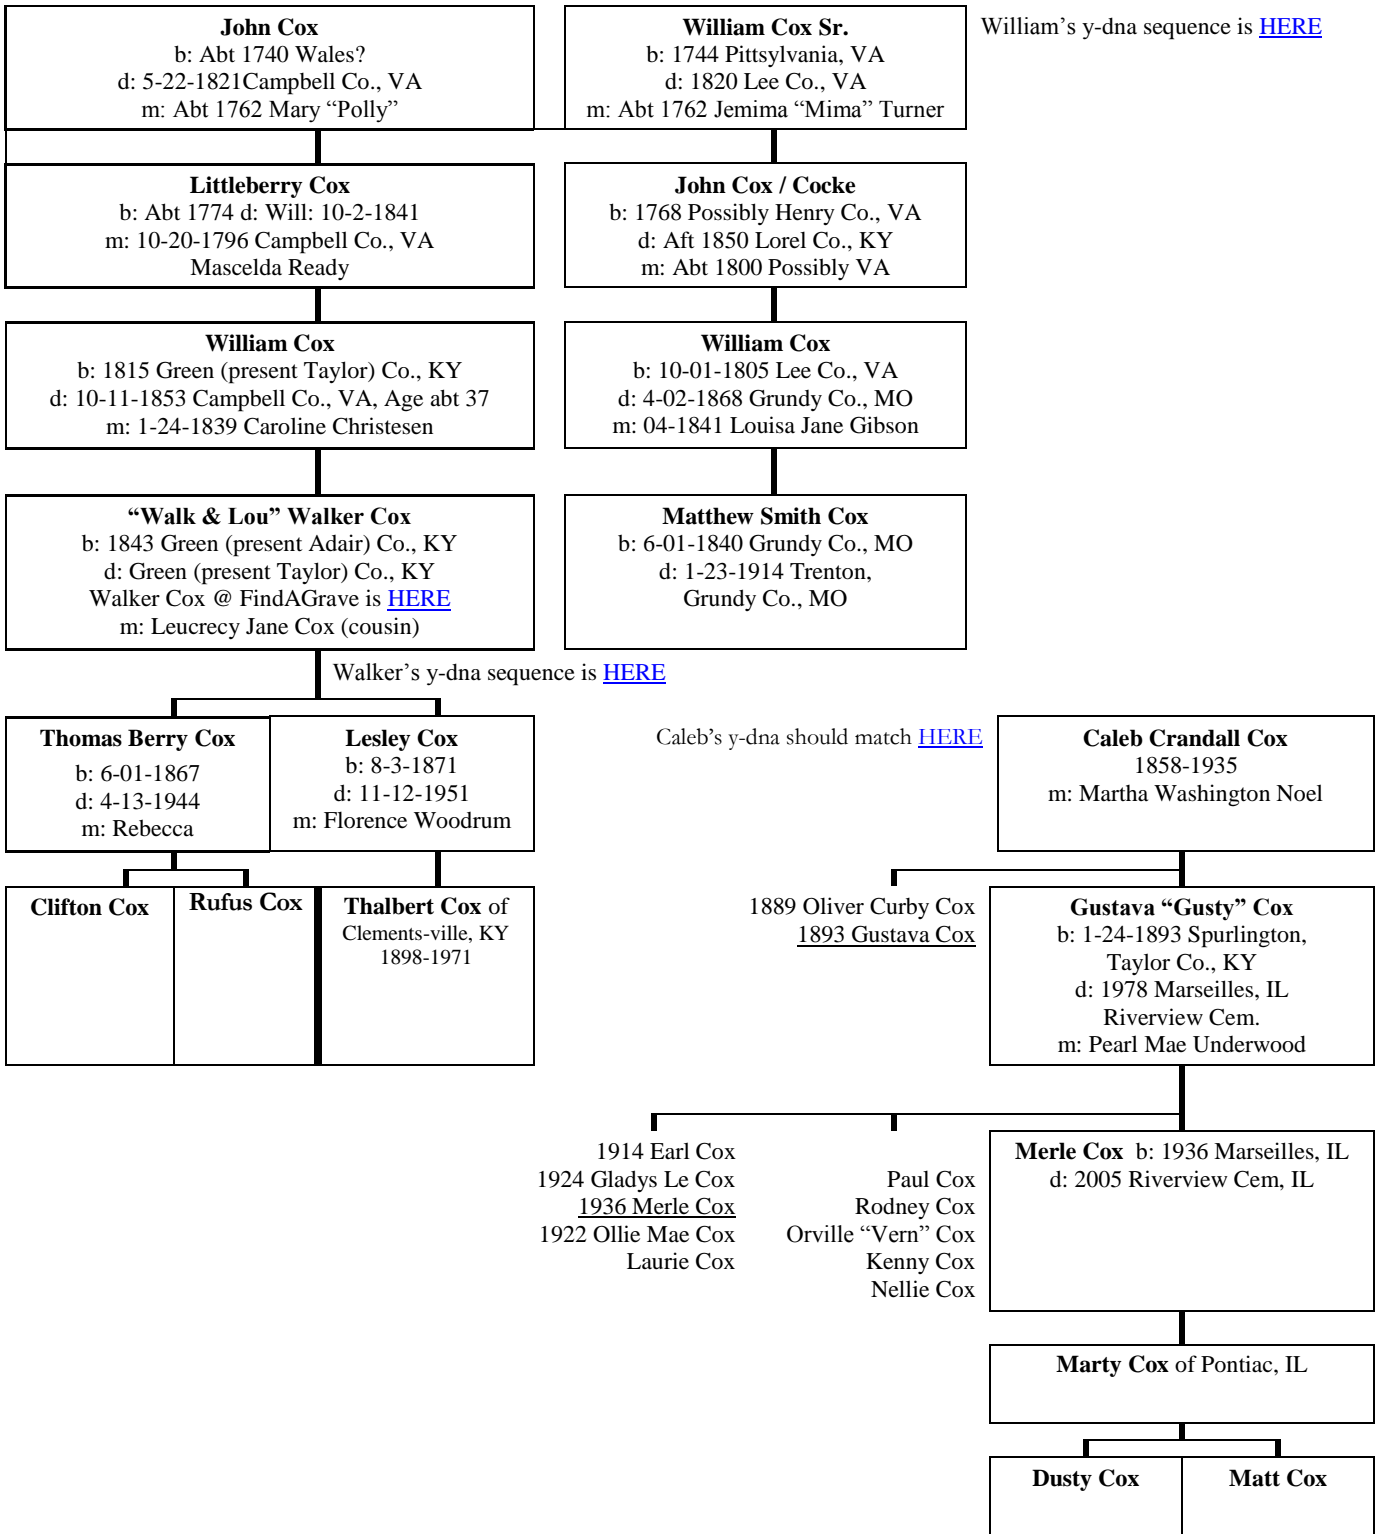 John Cox
b: Abt 1740 Wales?
d: 5-22-1821Campbell Co., VA
m: Abt 1762 Mary “Polly”
William Cox Sr.
b: 1744 Pittsylvania, VA
d: 1820 Lee Co., VA
m: Abt 1762 Jemima “Mima” Turner
William’s y-dna sequence is HERE
Littleberry Cox
b: Abt 1774 d: Will: 10-2-1841
m: 10-20-1796 Campbell Co., VA
Mascelda Ready
John Cox / Cocke
b: 1768 Possibly Henry Co., VA
d: Aft 1850 Lorel Co., KY
m: Abt 1800 Possibly VA
William Cox
b: 1815 Green (present Taylor) Co., KY
d: 10-11-1853 Campbell Co., VA, Age abt 37
m: 1-24-1839 Caroline Christesen
William Cox
b: 10-01-1805 Lee Co., VA
d: 4-02-1868 Grundy Co., MO
m: 04-1841 Louisa Jane Gibson
“Walk & Lou” Walker Cox
b: 1843 Green (present Adair) Co., KY
d: Green (present Taylor) Co., KY
Walker Cox @ FindAGrave is HERE
m: Leucrecy Jane Cox (cousin)
Matthew Smith Cox
b: 6-01-1840 Grundy Co., MO
d: 1-23-1914 Trenton,
Grundy Co., MO
Walker’s y-dna sequence is HERE
Thomas Berry Cox
b: 6-01-1867
d: 4-13-1944
m: Rebecca
Lesley Cox
b: 8-3-1871
d: 11-12-1951
m: Florence Woodrum
Caleb’s y-dna should match HERE
Caleb Crandall Cox
1858-1935
m: Martha Washington Noel
Clifton Cox
Rufus Cox
Thalbert Cox of
Clements-ville, KY
1898-1971
1889 Oliver Curby Cox
1893 Gustava Cox
Gustava “Gusty” Cox
b: 1-24-1893 Spurlington,
Taylor Co., KY
d: 1978 Marseilles, IL
Riverview Cem.
m: Pearl Mae Underwood
1914 Earl Cox
1924 Gladys Le Cox
1936 Merle Cox
1922 Ollie Mae Cox
Laurie Cox
Paul Cox
Rodney Cox
Orville “Vern” Cox
Kenny Cox
Nellie Cox
Merle Cox b: 1936 Marseilles, IL
d: 2005 Riverview Cem, IL
Marty Cox of Pontiac, IL
Dusty Cox
Matt Cox